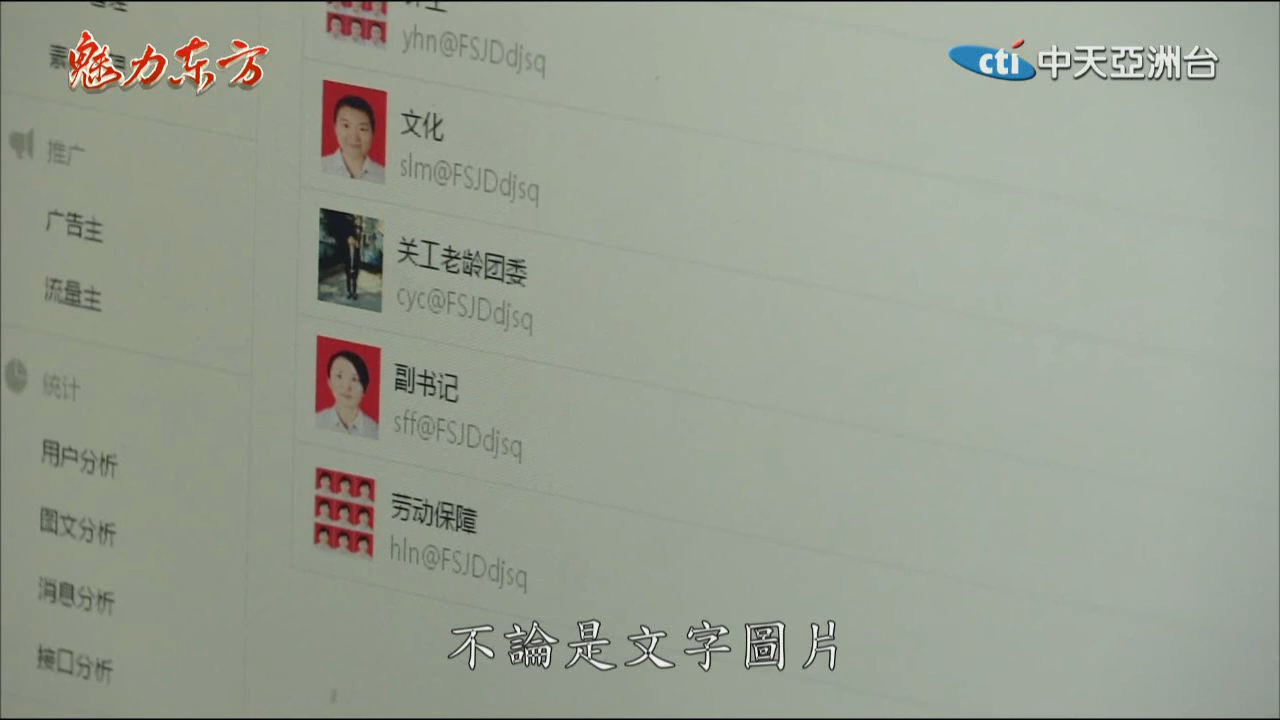 魅力东方
cti 中天亞洲台
推广
广告主
流量主
统计
用户分析
图文分析
消息分析
接口分析
yhn@FSJDdjsq
文化
slm@FSJDdjsq
关工老龄团委
cyc@FSJDdjsq
副书记
sff@FSJDdjsq
劳动保障
hln@FSJDdjsq
不論是文字圖片